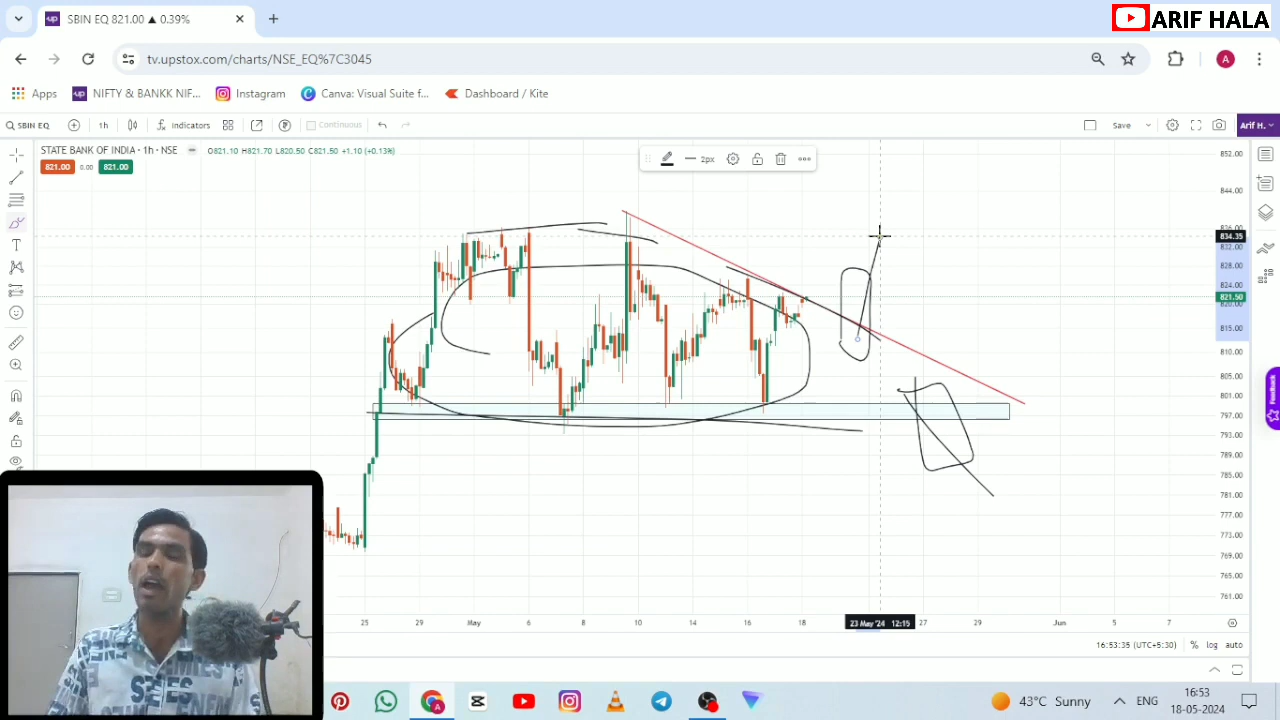 SBIN EQ 821.00 ▲ 0.39%
ARIF HALA
tv.upstox.com/charts/NSE_EQ%7C3045
A
Apps
NIFTY & BANKK NIF...
Instagram
Canva: Visual Suite f...
Dashboard / Kite
SBIN EQ
1h
Indicators
Continuous
Save
Arif H.
STATE BANK OF INDIA · 1h · NSE
O821.10 H821.70 L820.50 C821.50 +1.10 (+0.13%)
821.00 0.00 821.00
2px
852.00
844.00
834.35
832.00
828.00
824.00
821.50
815.00
810.00
805.00
801.00
797.00
793.00
789.00
785.00
781.00
777.00
773.00
769.00
765.00
761.00
Feedback
25
29
May
6
8
10
14
16
18
23 May '24 12:15
27
29
Jun
5
7
16:53:35 (UTC+5:30)
% log auto
43°C Sunny
ENG
16:53
18-05-2024